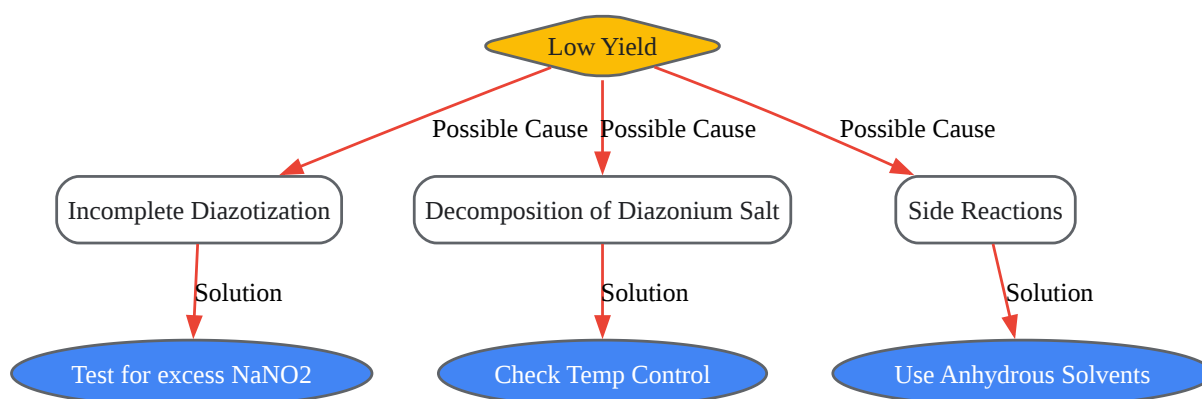 Low Yield
Possible Cause
Possible Cause
Possible Cause
Incomplete Diazotization
Decomposition of Diazonium Salt
Side Reactions
Solution
Solution
Solution
Test for excess NaNO2
Check Temp Control
Use Anhydrous Solvents